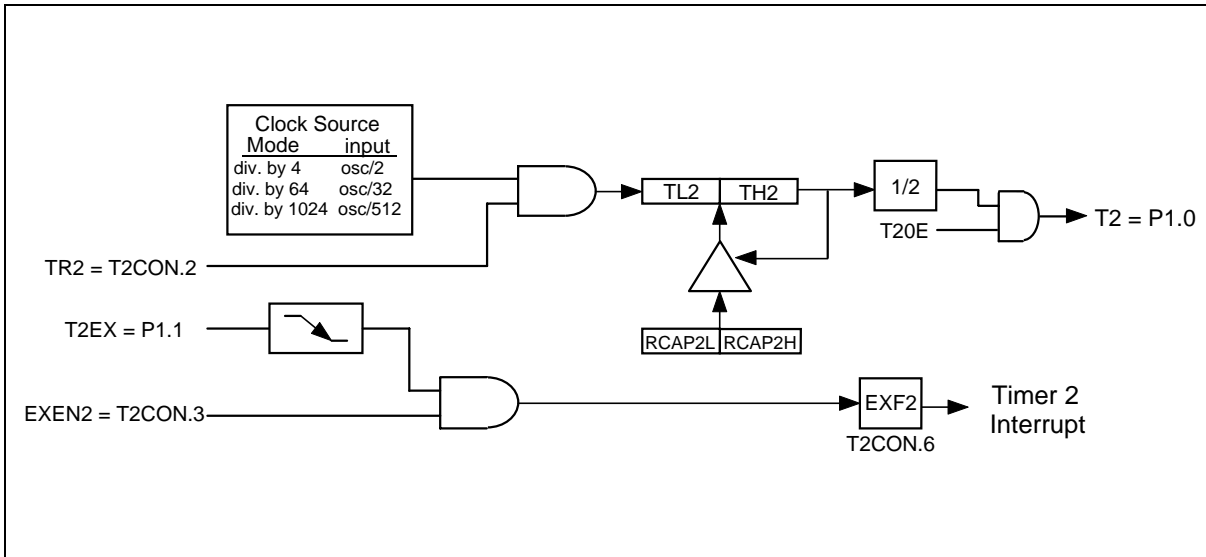 Clock Source
Mode input
div. by 4 osc/2
div. by 64 osc/32
div. by 1024 osc/512
TL2 TH2
1/2
T20E
T2 = P1.0
TR2 = T2CON.2
T2EX = P1.1
RCAP2L RCAP2H
EXEN2 = T2CON.3
EXF2
T2CON.6
Timer 2
Interrupt